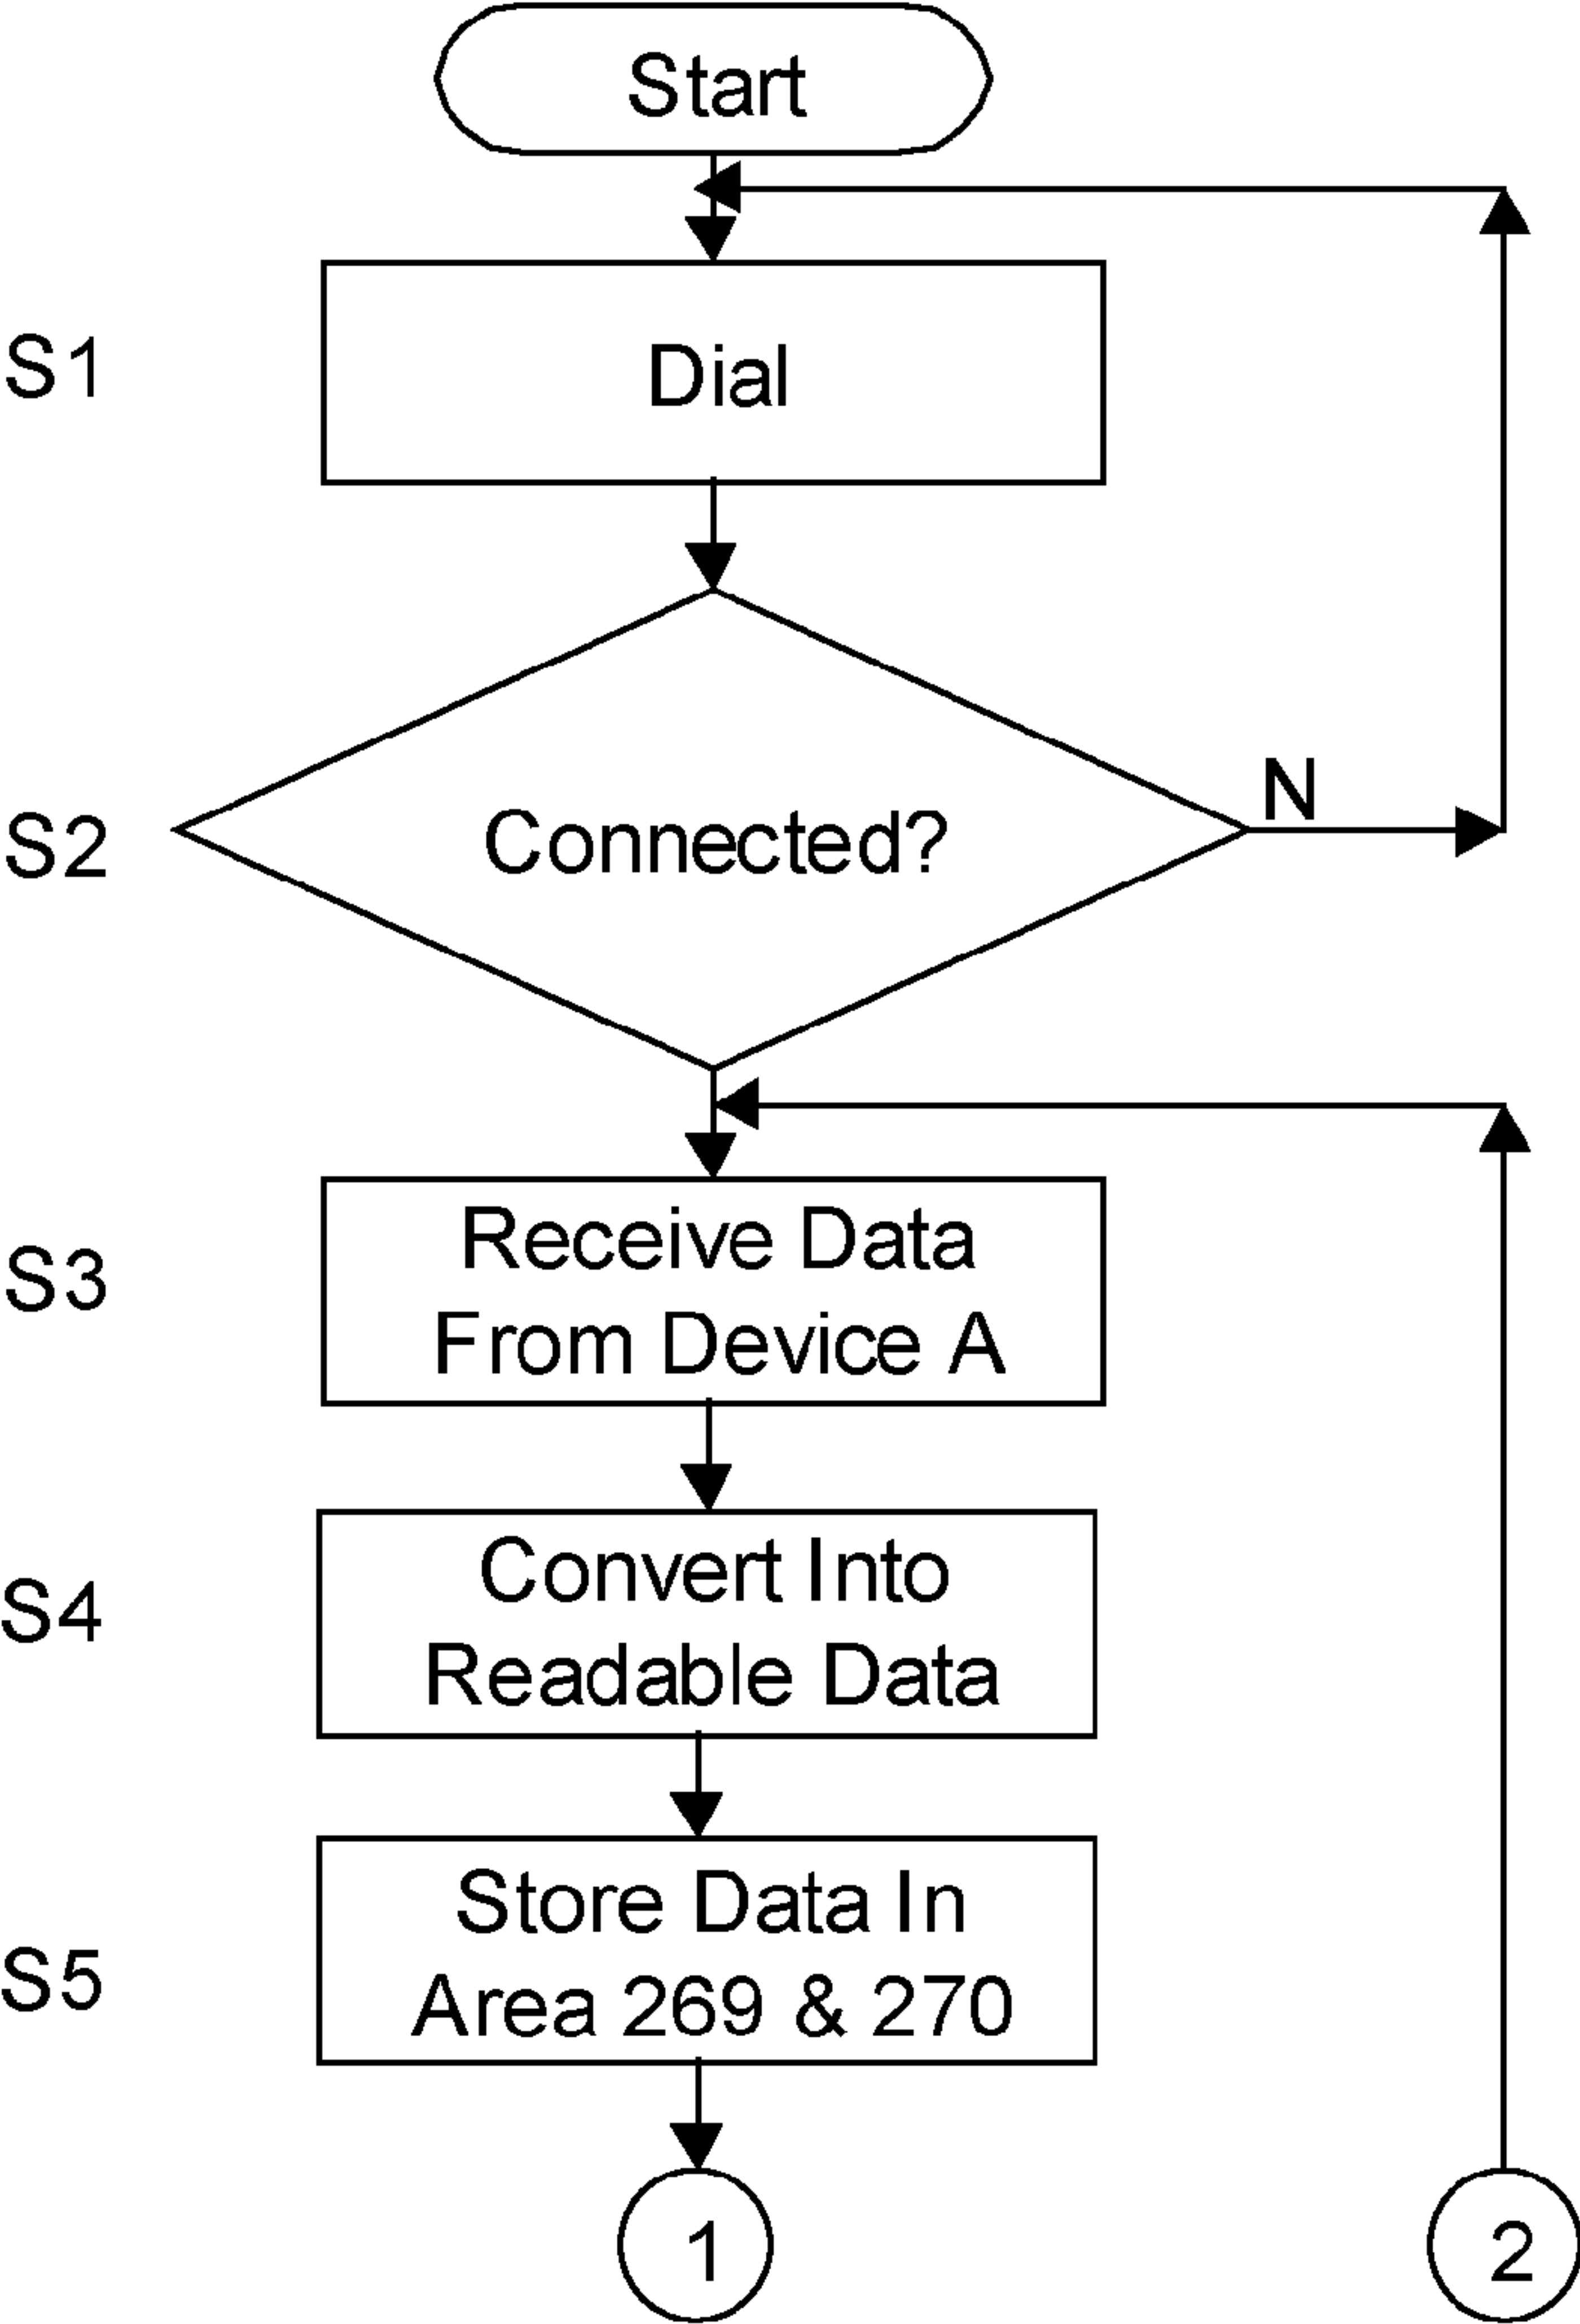 Start
S1
Dial
S2
Connected?
N
S3
Receive Data
From Device A
S4
Convert Into
Readable Data
S5
Store Data In
Area 269 & 270
1
2